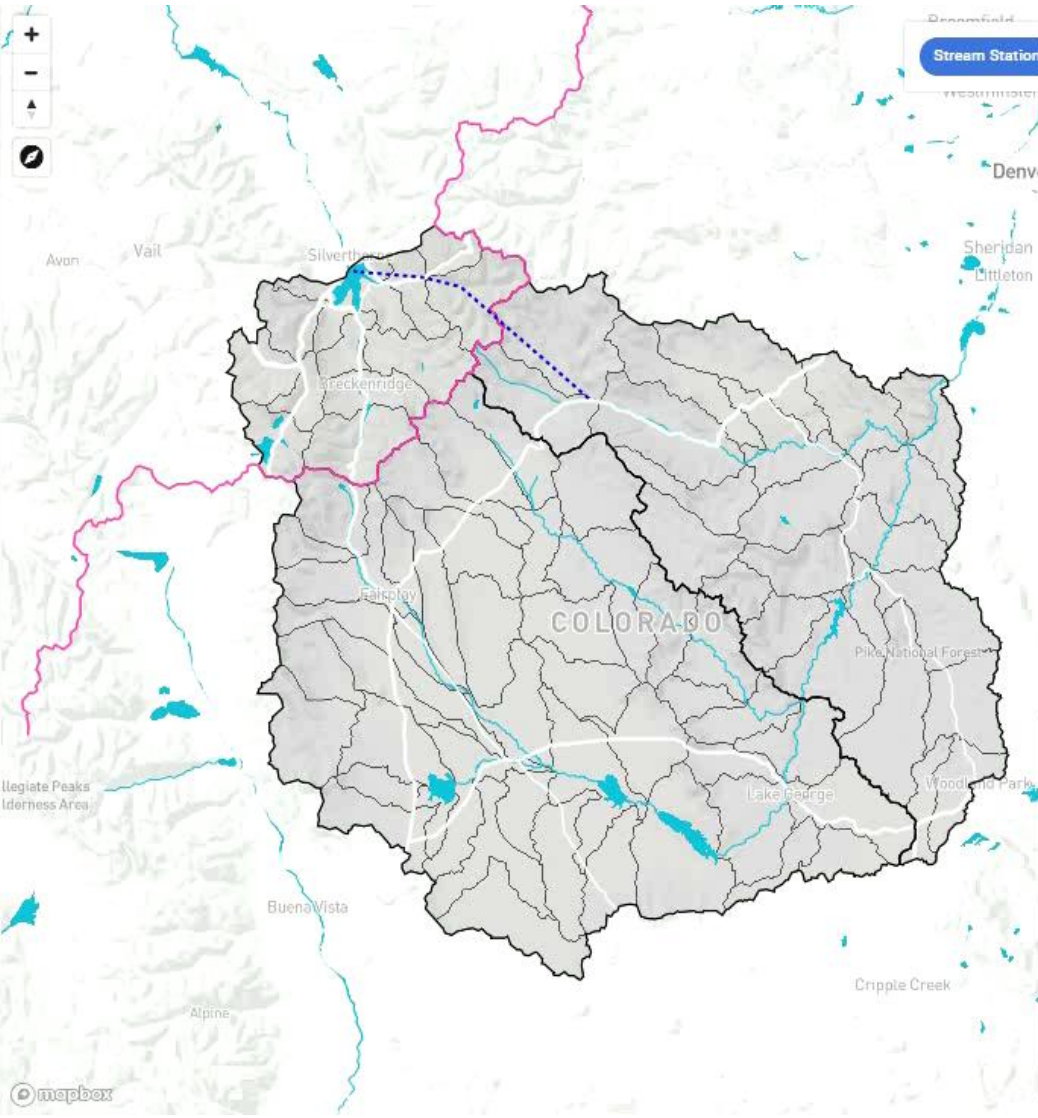 Broomfield
Stream Station
Westminster
Denv
Avon
Vail
Silverthorne
Sheridan
Littleton
Breckenridge
Fairplay
COLORADO
Pike National Forest
llegiate Peaks
lderness Area
Lake George
Woodland Park
Buena Vista
Cripple Creek
Alpine
mapbox